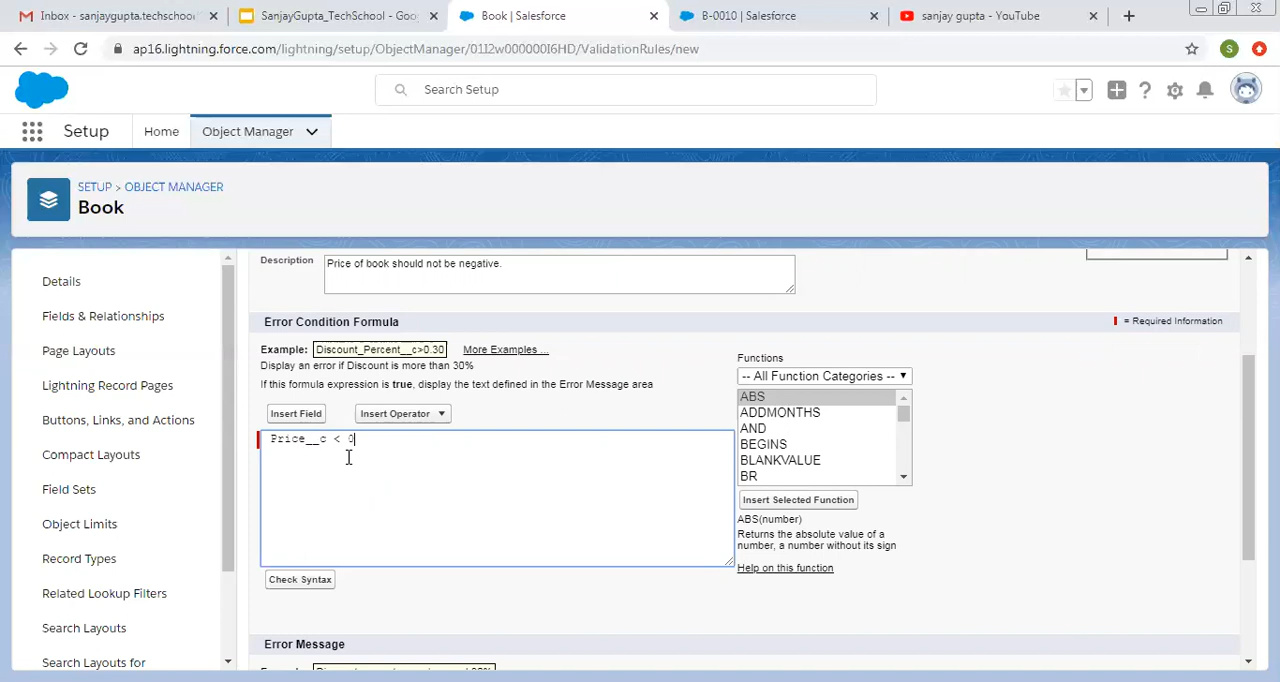 Inbox - sanjaygupta.techschool
SanjayGupta_TechSchool - Goo
Book | Salesforce
B-0010 | Salesforce
sanjay gupta - YouTube
ap16.lightning.force.com/lightning/setup/ObjectManager/01I2w000000I6HD/ValidationRules/new
S
Search Setup
Setup
Home
Object Manager
SETUP > OBJECT MANAGER
Book
Details
Fields & Relationships
Page Layouts
Lightning Record Pages
Buttons, Links, and Actions
Compact Layouts
Field Sets
Object Limits
Record Types
Related Lookup Filters
Search Layouts
Search Layouts for
Description
Price of book should not be negative.
Error Condition Formula
= Required Information
Example: Discount_Percent__c>0.30 More Examples ...
Display an error if Discount is more than 30%
If this formula expression is true, display the text defined in the Error Message area
Insert Field
Insert Operator
Price__c < 0
Check Syntax
Functions
-- All Function Categories --
ABS
ADDMONTHS
AND
BEGINS
BLANKVALUE
BR
Insert Selected Function
ABS(number)
Returns the absolute value of a
number, a number without its sign
Help on this function
Error Message